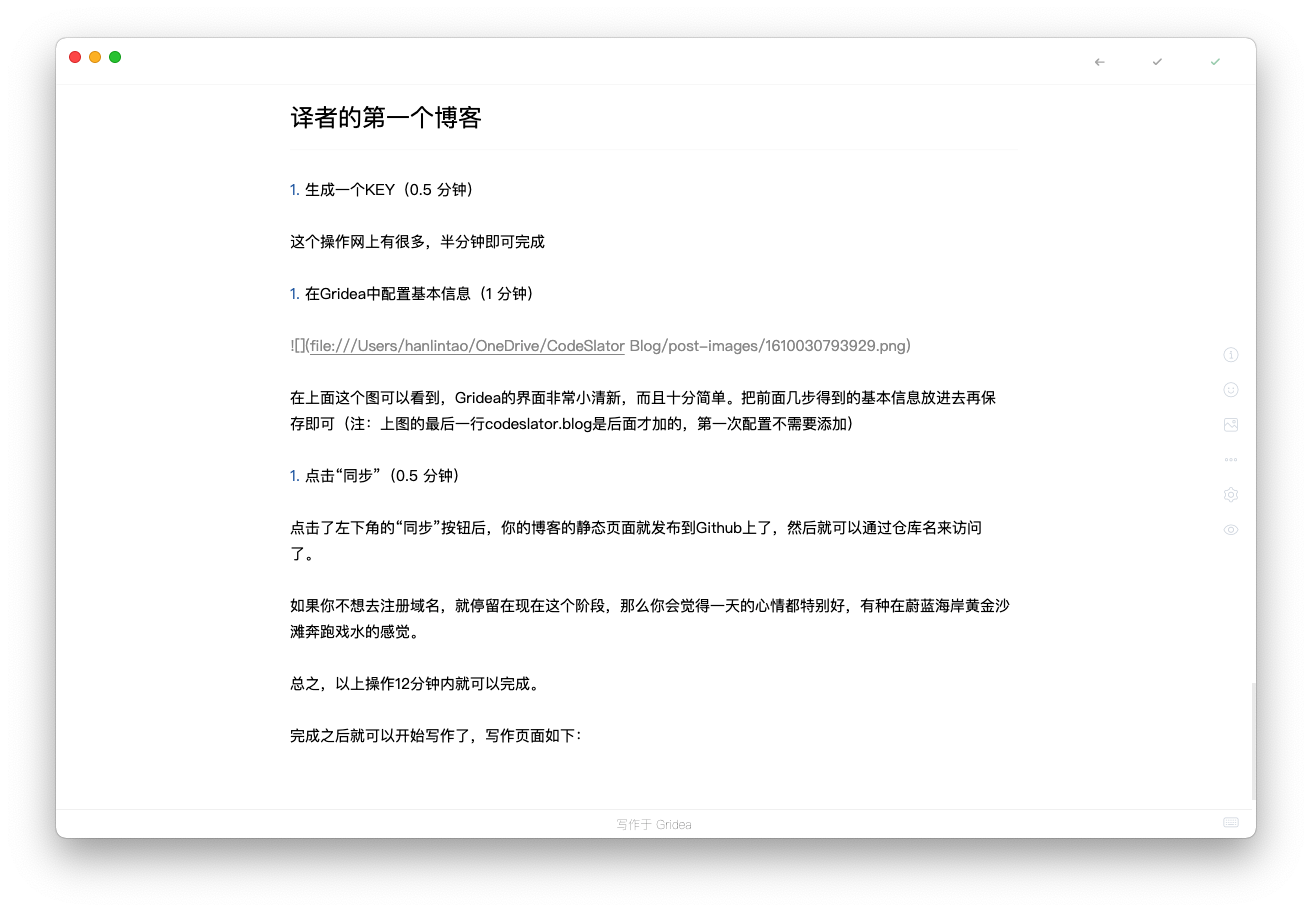 译者的第一个博客
1. 生成一个KEY（0.5 分钟）
这个操作网上有很多，半分钟即可完成
1. 在Gridea中配置基本信息（1 分钟）
![](file:///Users/hanlintao/OneDrive/CodeSlator Blog/post-images/1610030793929.png)
在上面这个图可以看到，Gridea的界面非常小清新，而且十分简单。把前面几步得到的基本信息放进去再保
存即可（注：上图的最后一行codeslator.blog是后面才加的，第一次配置不需要添加）
1. 点击“同步”（0.5 分钟）
点击了左下角的“同步”按钮后，你的博客的静态页面就发布到Github上了，然后就可以通过仓库名来访问
了。
如果你不想去注册域名，就停留在现在这个阶段，那么你会觉得一天的心情都特别好，有种在蔚蓝海岸黄金沙
滩奔跑戏水的感觉。
总之，以上操作12分钟内就可以完成。
完成之后就可以开始写作了，写作页面如下：
写作于 Gridea